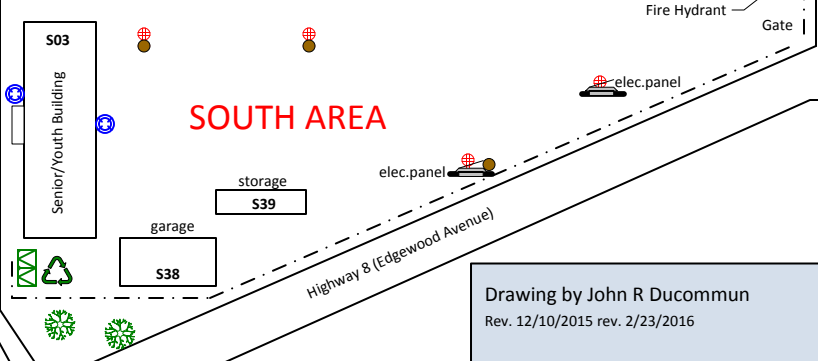 Fire Hydrant
Gate
S03
Senior/Youth Building
elec.panel
SOUTH AREA
elec.panel
storage
S39
garage
S38
Highway 8 (Edgewood Avenue)
Drawing by John R Ducommun
Rev. 12/10/2015 rev. 2/23/2016